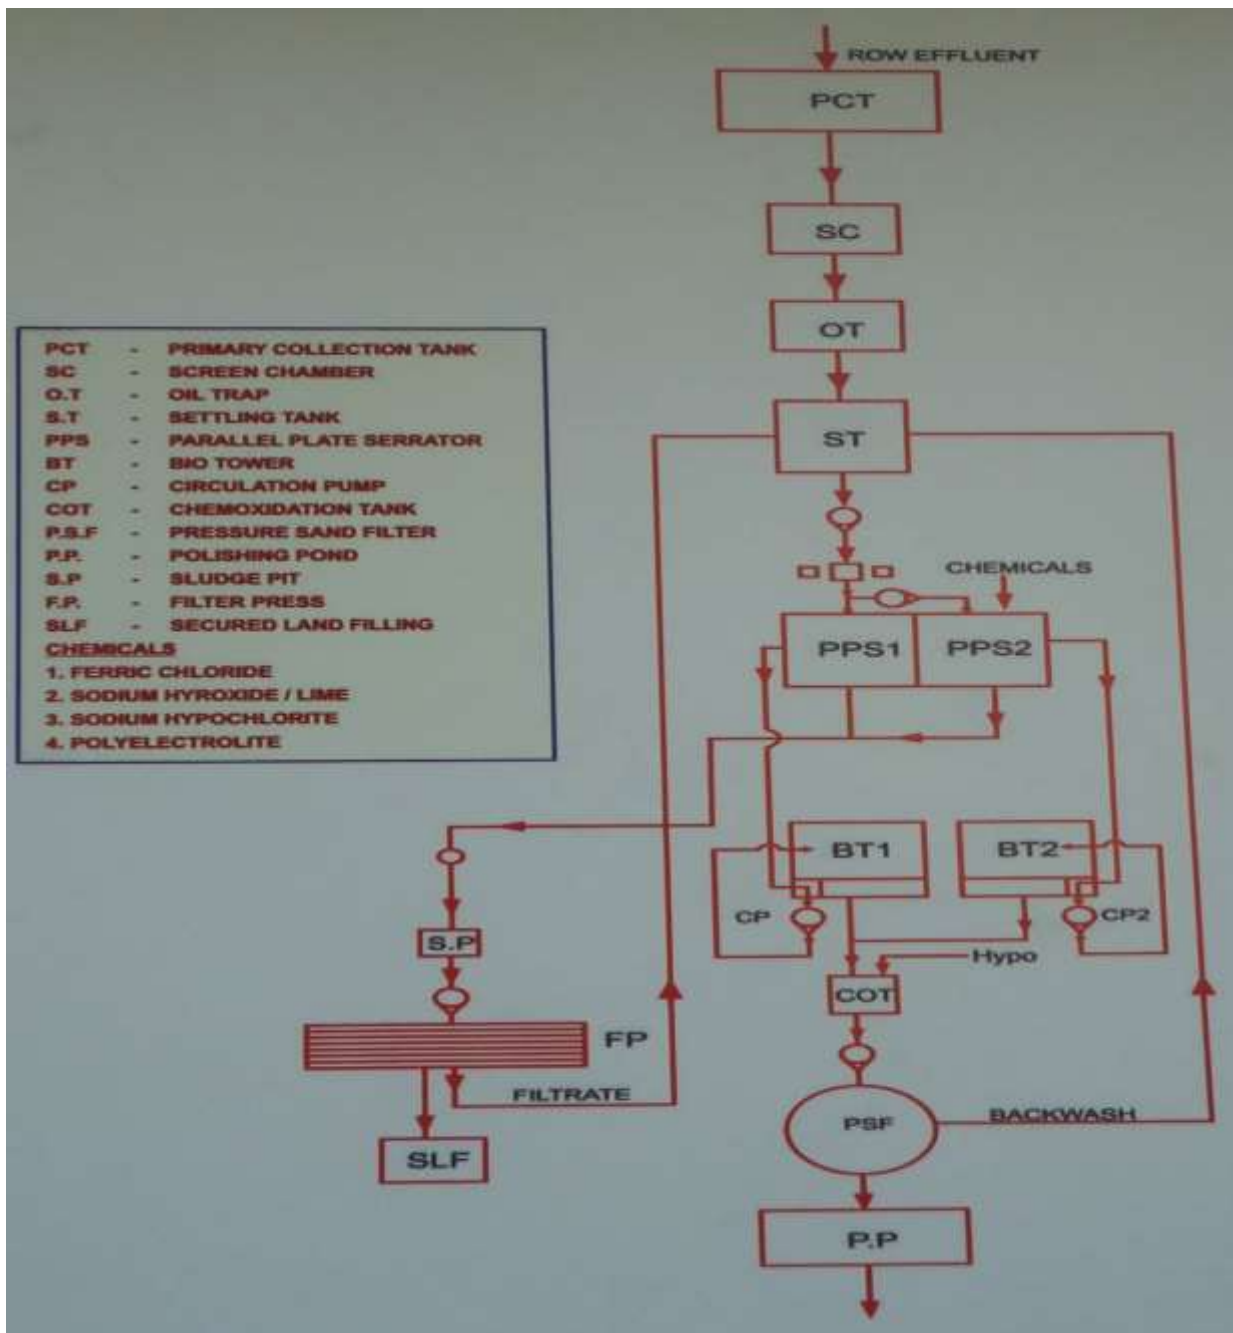 ROW EFFLUENT
PCT
SC
OT
ST
CHEMICALS
PPS1 PPS2
BT1 BT2
CP CP2
Hypo
COT
PSF
BACKWASH
P.P
S.P
FP
FILTRATE
SLF
PCT - PRIMARY COLLECTION TANK
SC - SCREEN CHAMBER
O.T - OIL TRAP
S.T - SETTLING TANK
PPS - PARALLEL PLATE SERRATOR
BT - BIO TOWER
CP - CIRCULATION PUMP
COT - CHEMOXIDATION TANK
P.S.F - PRESSURE SAND FILTER
P.P. - POLISHING POND
S.P - SLUDGE PIT
F.P. - FILTER PRESS
SLF - SECURED LAND FILLING
CHEMICALS
1. FERRIC CHLORIDE
2. SODIUM HYROXIDE / LIME
3. SODIUM HYPOCHLORITE
4. POLYELECTROLITE